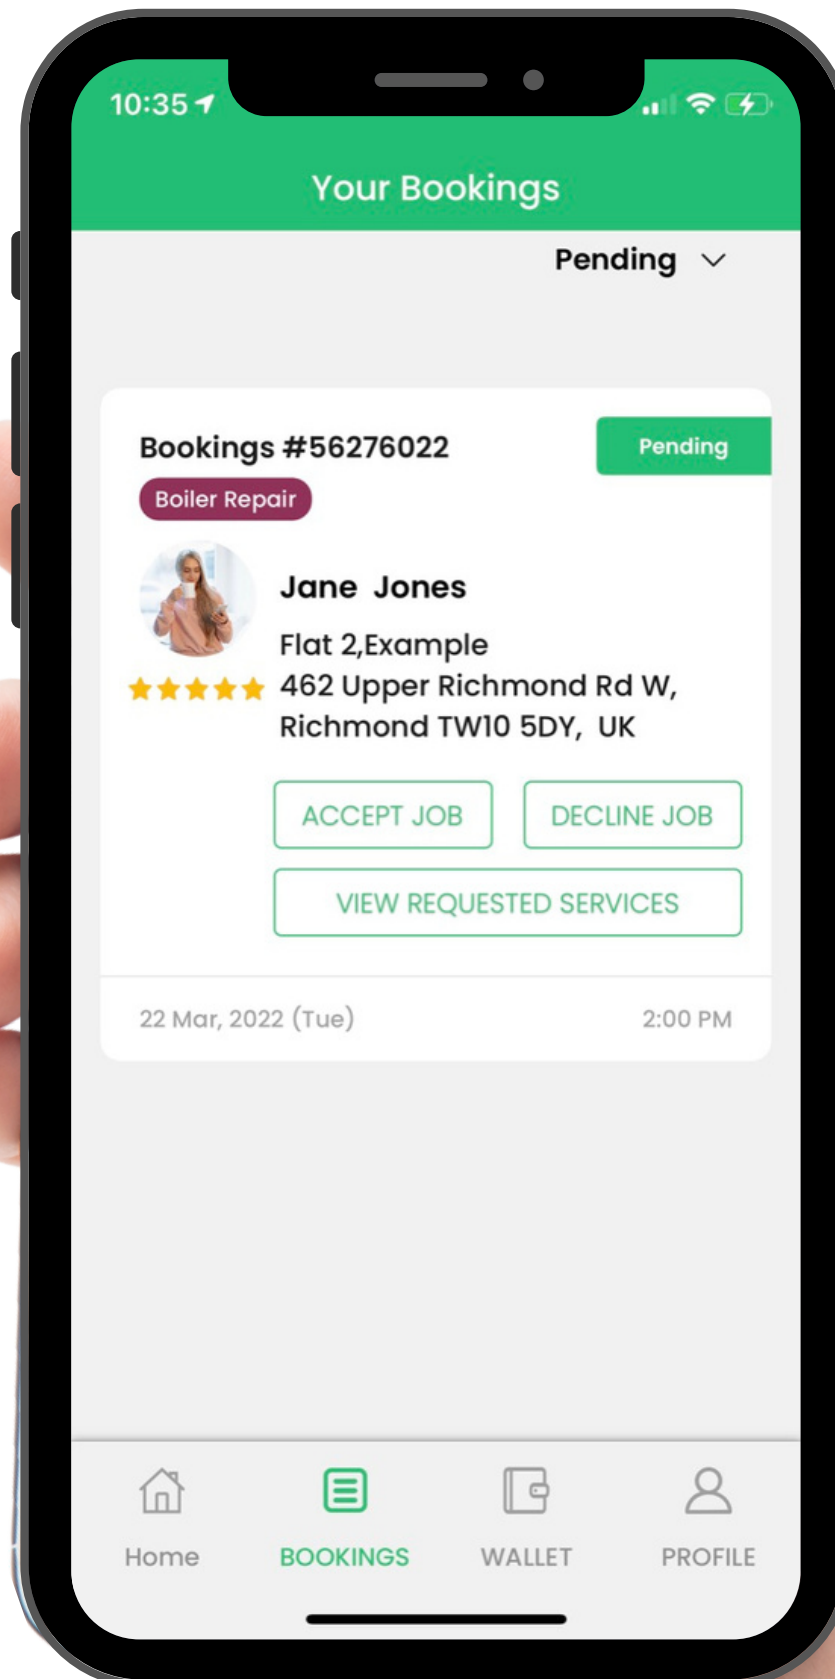 10:35
Your Bookings
Pending
Bookings #56276022
Pending
Boiler Repair
Jane Jones
Flat 2,Example
462 Upper Richmond Rd W,
Richmond TW10 5DY, UK
ACCEPT JOB
DECLINE JOB
VIEW REQUESTED SERVICES
22 Mar, 2022 (Tue)
2:00 PM
Home
BOOKINGS
WALLET
PROFILE